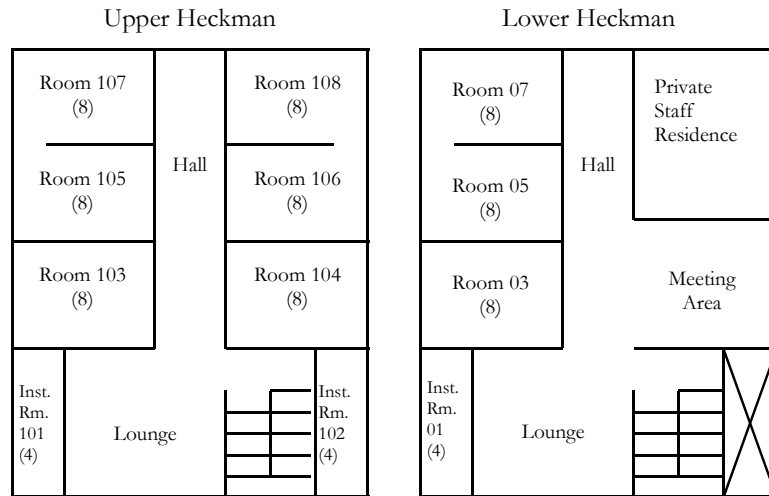 Upper Heckman
Room 107
(8)
Room 108
(8)
Hall
Room 105
(8)
Room 106
(8)
Room 103
(8)
Room 104
(8)
Inst.
Rm.
101
(4)
Lounge
Inst.
Rm.
102
(4)
Lower Heckman
Room 07
(8)
Private
Staff
Residence
Hall
Room 05
(8)
Room 03
(8)
Meeting
Area
Inst.
Rm.
01
(4)
Lounge